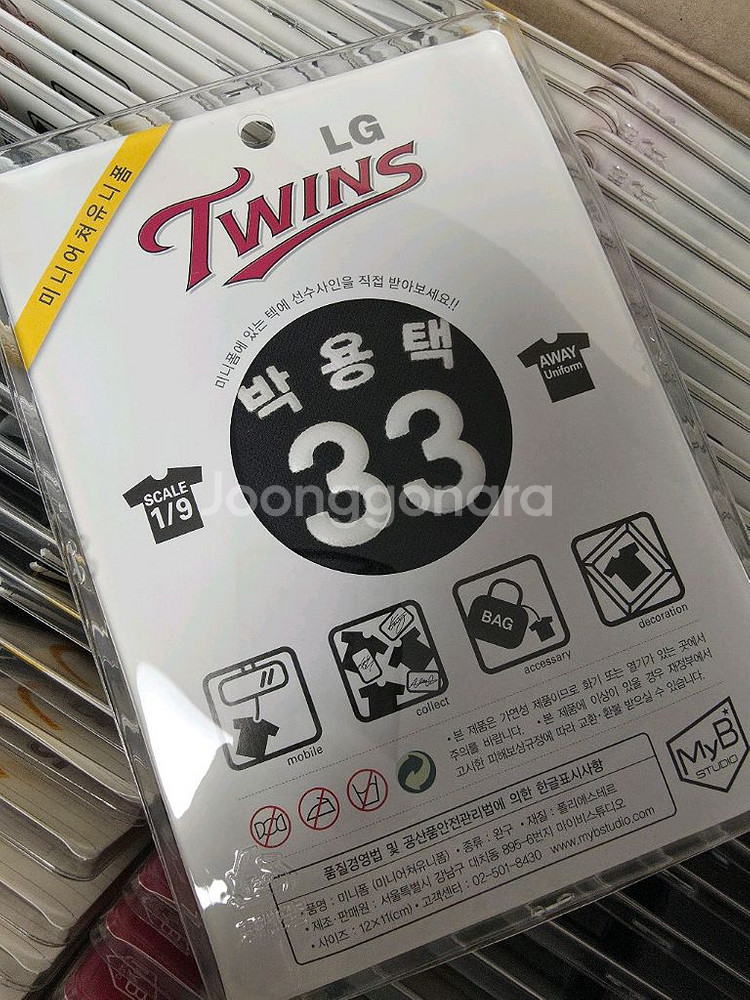 미니어쳐유니폼
LG
TWINS
미니폼에 있는 택에 선수사인을 직접 받아보세요!!
박용택
33
AWAY
Uniform
SCALE
1/9
Joonggonara
BAG
mobile
collect
accessary
decoration
• 본 제품은 가연성 제품이므로 화기 또는 열기가 있는 곳에서
주의를 바랍니다. • 본 제품에 이상이 있을 경우 재정부에서
고시한 피해보상규정에 따라 교환·환불 받으실 수 있습니다.
MyB
STUDIO
품질경영법 및 공산품안전관리법에 의한 한글표시사항
• 품명 : 미니폼 (미니어쳐유니폼) • 종류 : 완구 • 재질 : 폴리에스테르
• 제조·판매원 : 서울특별시 강남구 대치동 895-6번지 마이비스튜디오
• 사이즈 : 12X11(cm) • 고객센터 : 02-501-8430 www.mybstudio.com